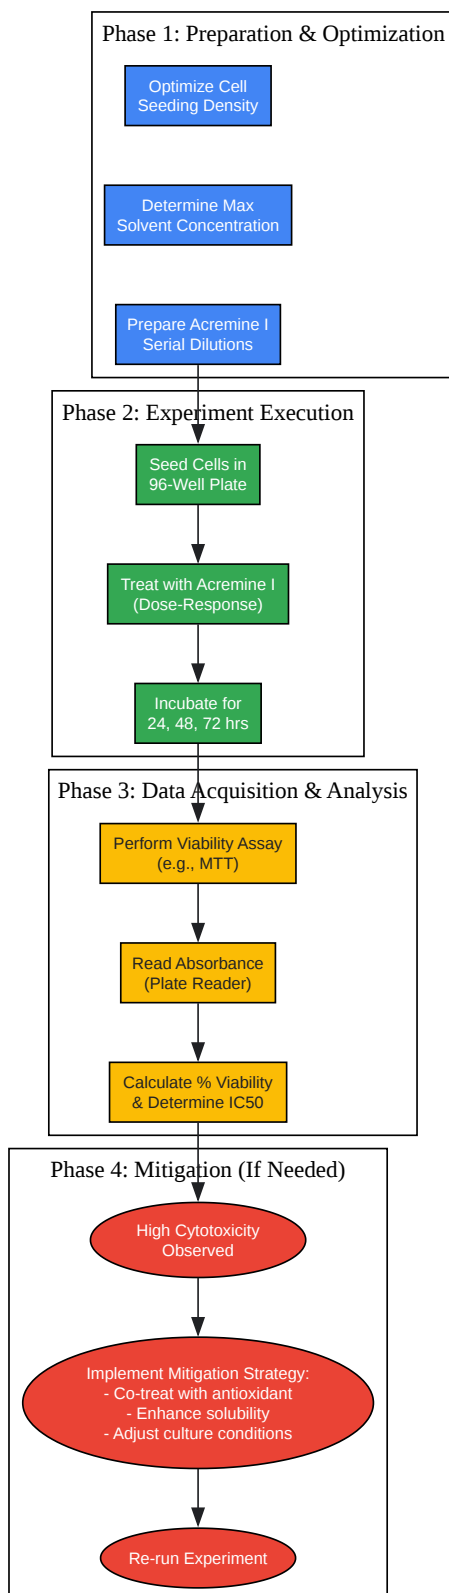 Phase 1: Preparation & Optimization
Optimize Cell
Seeding Density
Determine Max
Solvent Concentration
Prepare Acremine I
Serial Dilutions
Phase 2: Experiment Execution
Seed Cells in
96-Well Plate
Treat with Acremine I
(Dose-Response)
Incubate for
24, 48, 72 hrs
Phase 3: Data Acquisition & Analysis
Perform Viability Assay
(e.g., MTT)
Read Absorbance
(Plate Reader)
Calculate % Viability
& Determine IC50
Phase 4: Mitigation (If Needed)
High Cytotoxicity
Observed
Implement Mitigation Strategy:
- Co-treat with antioxidant
- Enhance solubility
- Adjust culture conditions
Re-run Experiment